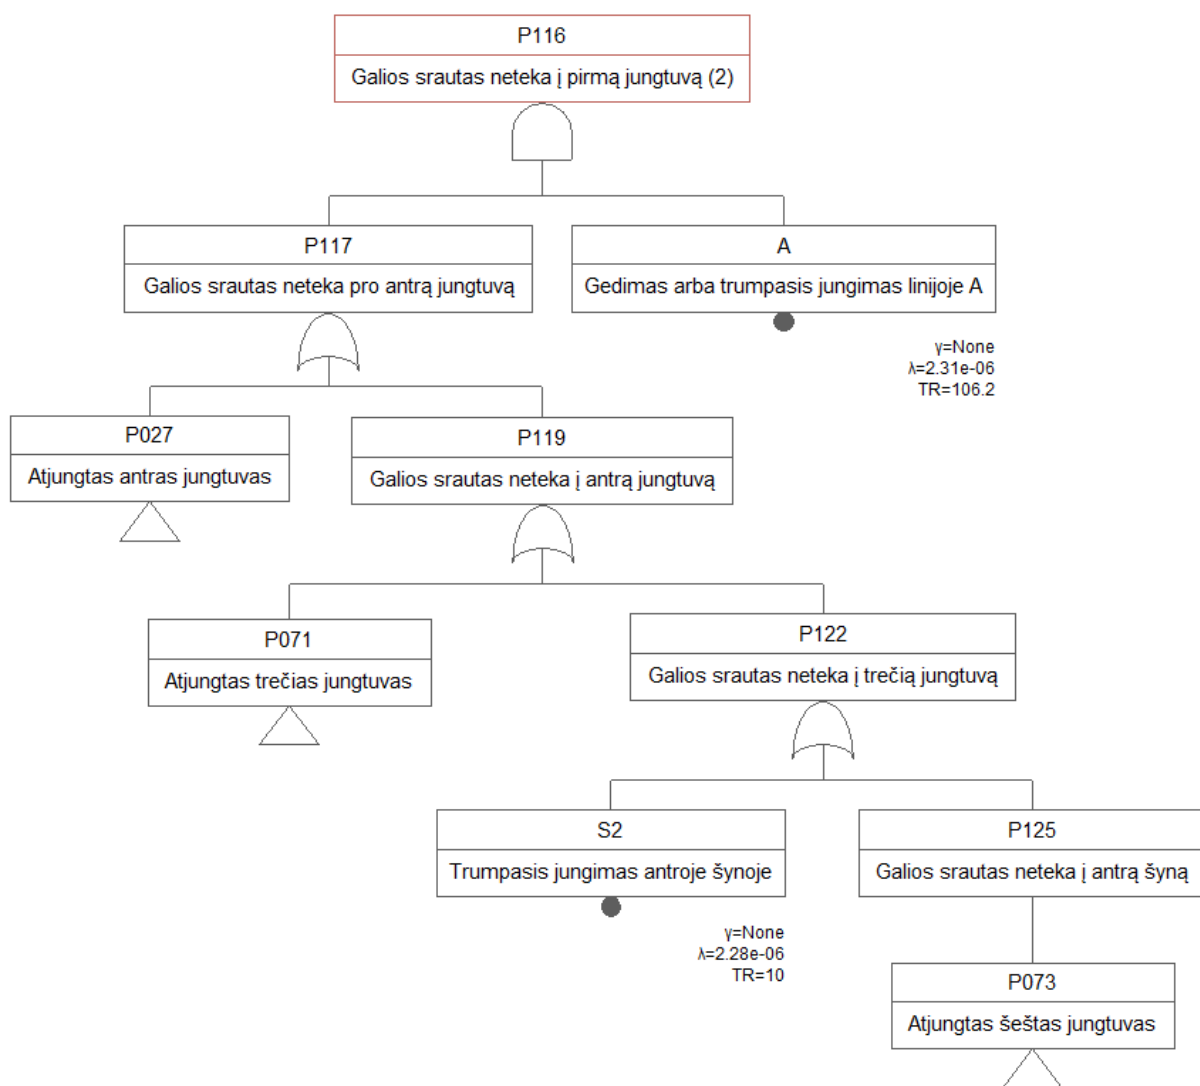 P116
Galios srautas neteka į pirmą jungtuvą (2)
P117
Galios srautas neteka pro antrą jungtuvą
A
Gedimas arba trumpasis jungimas linijoje A
γ=None
λ=2.31e-06
TR=106.2
P027
Atjungtas antras jungtuvas
P119
Galios srautas neteka į antrą jungtuvą
P071
Atjungtas trečias jungtuvas
P122
Galios srautas neteka į trečią jungtuvą
S2
Trumpasis jungimas antroje šynoje
γ=None
λ=2.28e-06
TR=10
P125
Galios srautas neteka į antrą šyną
P073
Atjungtas šeštas jungtuvas